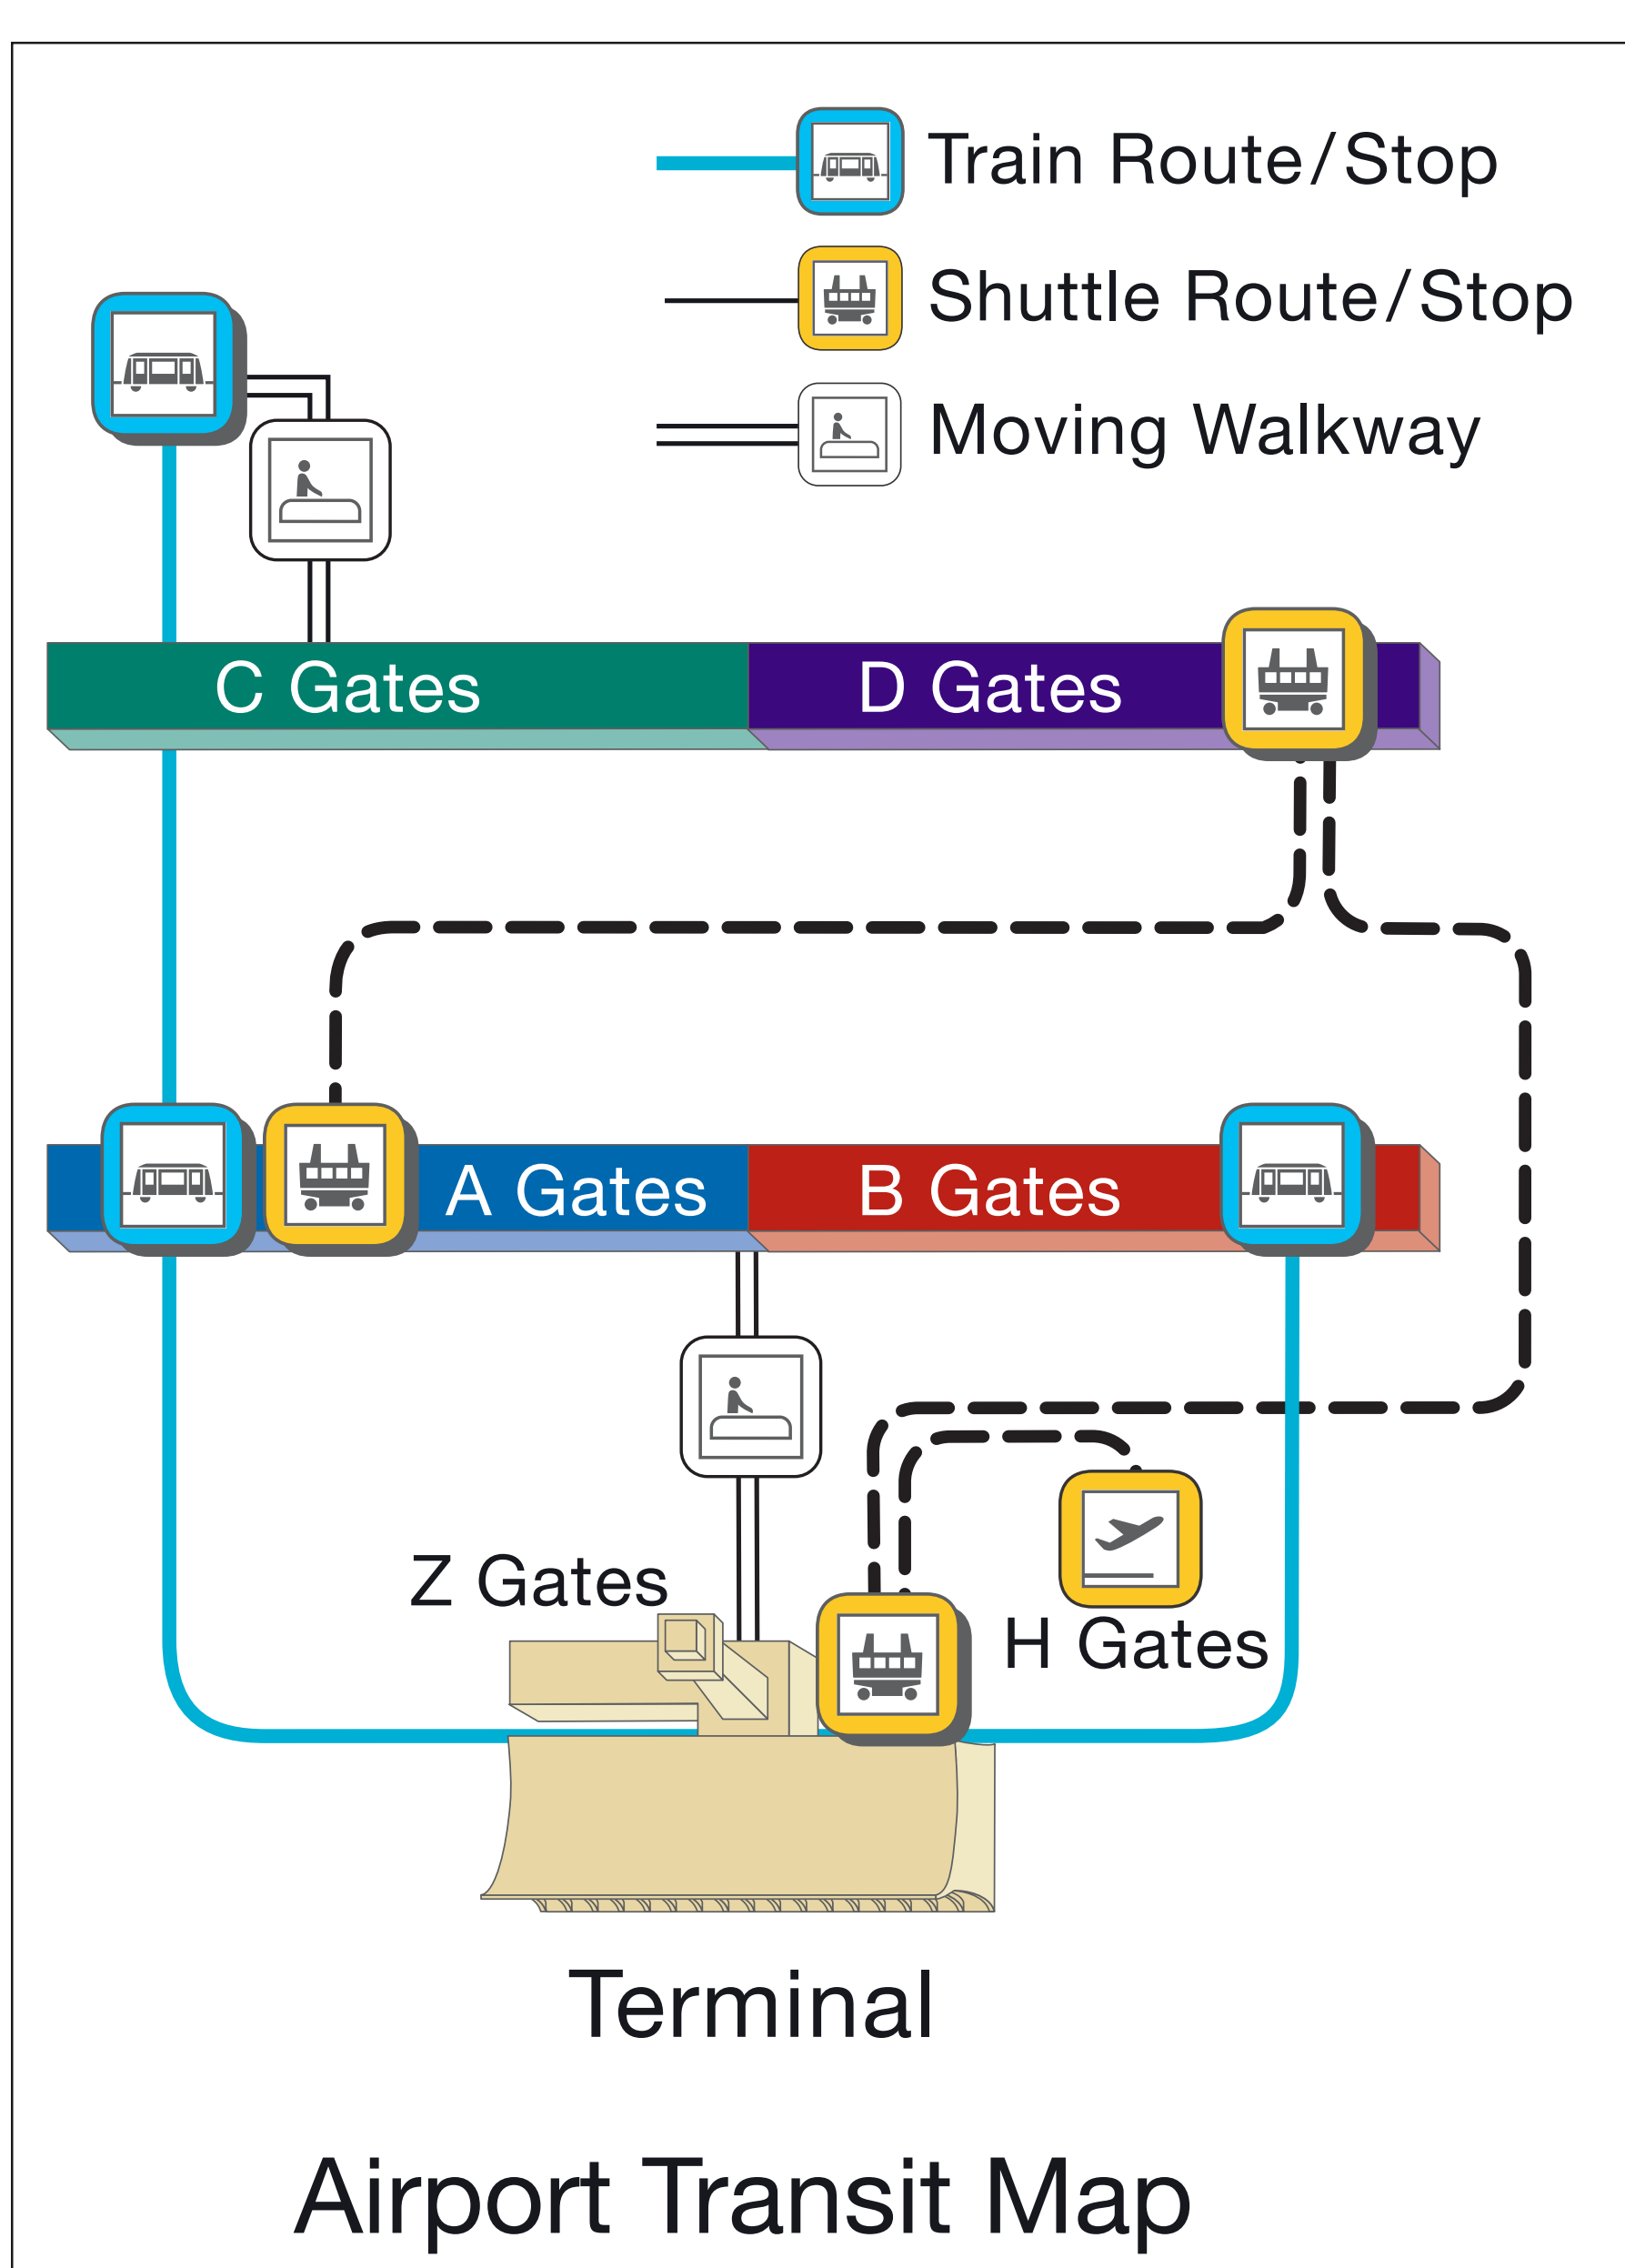 Train Route/Stop
Shuttle Route/Stop
Moving Walkway
C Gates
D Gates
A Gates
B Gates
Z Gates
H Gates
Terminal
Airport Transit Map